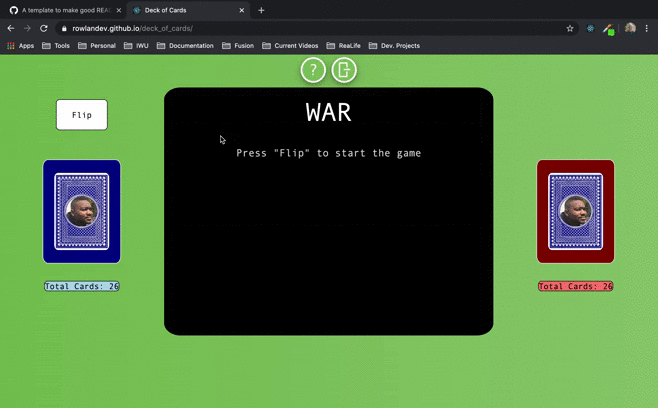 A template to make good REA
Deck of Cards
rowlandev.github.io/deck_of_cards/
Apps Tools Personal IWU Documentation Fusion Current Videos ReaLife Dev. Projects
?
WAR
Flip
Press "Flip" to start the game
Total Cards: 26
Total Cards: 26